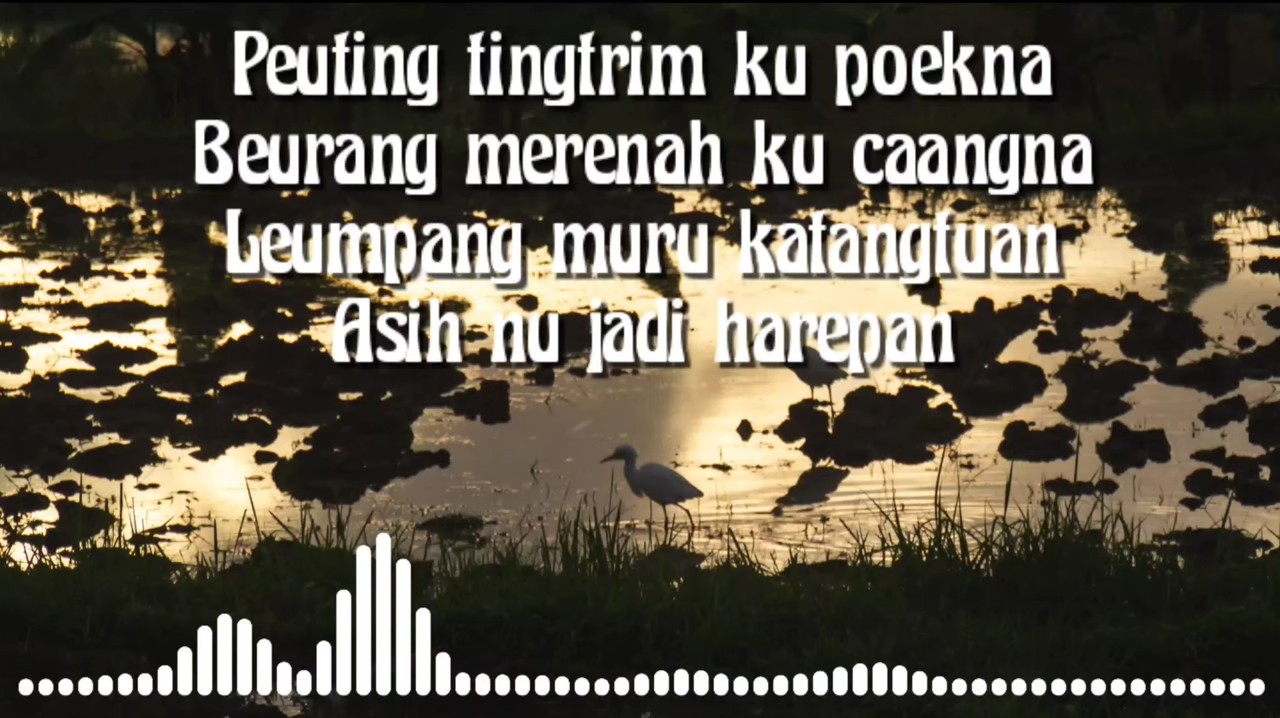 Peuting tingtrim ku poekna
Beurang merenah ku caangna
Leumpang muru katangtuan
Asih nu jadi harepan